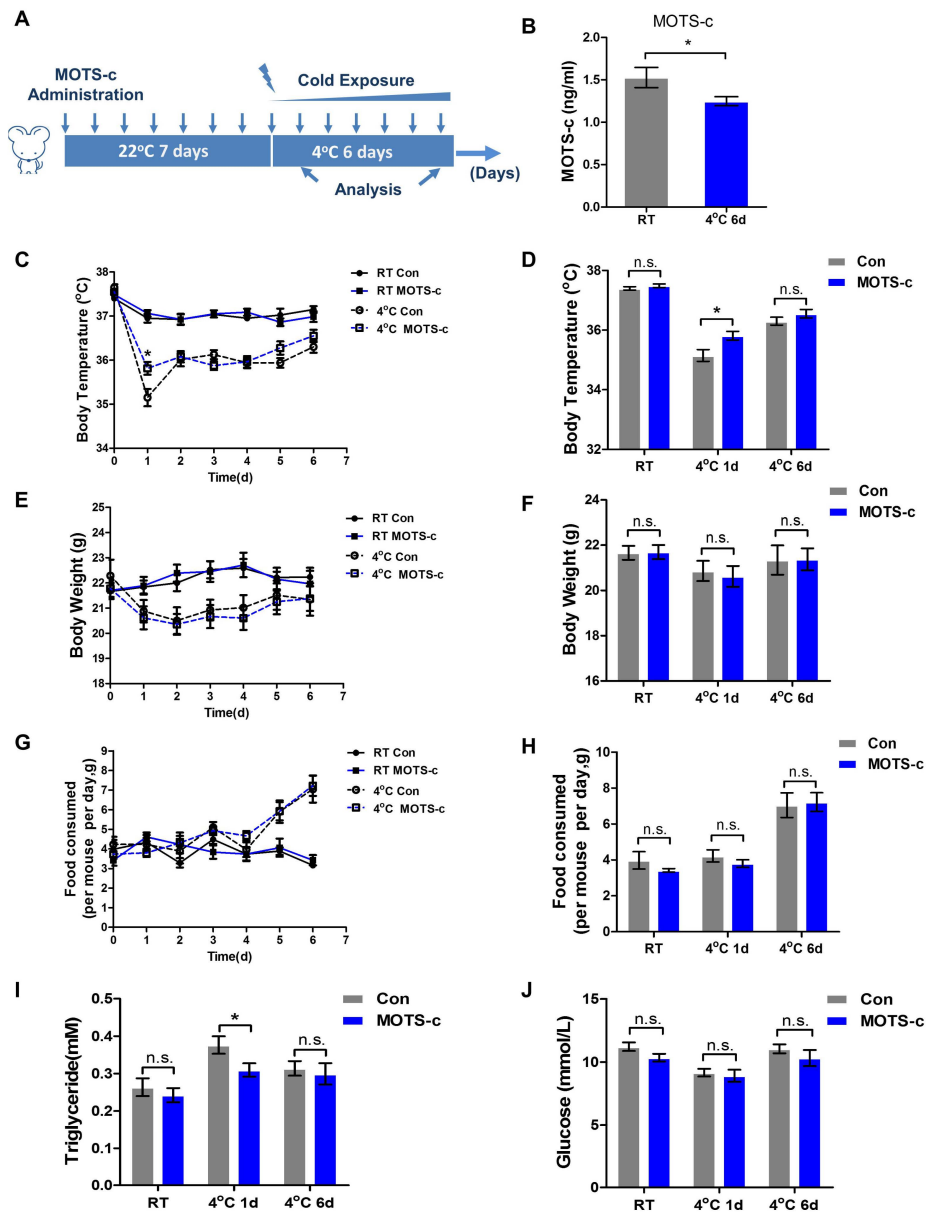 A
MOTS-c
Administration
Cold Exposure
22°C 7 days
4°C 6 days
(Days)
Analysis
B
MOTS-c
MOTS-c (ng/ml)
2.0
1.5
1.0
0.5
0.0
*
RT
4°C 6d
C
Body Temperature (°C)
38
37
36
35
34
*
0 1 2 3 4 5 6 7
Time(d)
RT Con
RT MOTS-c
4°C Con
4°C MOTS-c
D
Body Temperature (°C)
38
36
34
32
n.s.
*
n.s.
RT
4°C 1d
4°C 6d
Con
MOTS-c
E
Body Weight (g)
25
24
23
22
21
20
19
18
0 1 2 3 4 5 6 7
Time(d)
RT Con
RT MOTS-c
4°C Con
4°C MOTS-c
F
Body Weight (g)
24
22
20
18
16
n.s.
n.s.
n.s.
RT
4°C 1d
4°C 6d
Con
MOTS-c
G
Food consumed
(per mouse per day,g)
9
8
7
6
5
4
3
2
1
0
0 1 2 3 4 5 6 7
Time(d)
RT Con
RT MOTS-c
4°C Con
4°C MOTS-c
H
Food consumed
(per mouse per day,g)
10
8
6
4
2
0
n.s.
n.s.
n.s.
RT
4°C 1d
4°C 6d
Con
MOTS-c
I
Triglyceride(mM)
0.5
0.4
0.3
0.2
0.1
0.0
n.s.
*
n.s.
RT
4°C 1d
4°C 6d
Con
MOTS-c
J
Glucose (mmol/L)
15
10
5
0
n.s.
n.s.
n.s.
RT
4°C 1d
4°C 6d
Con
MOTS-c